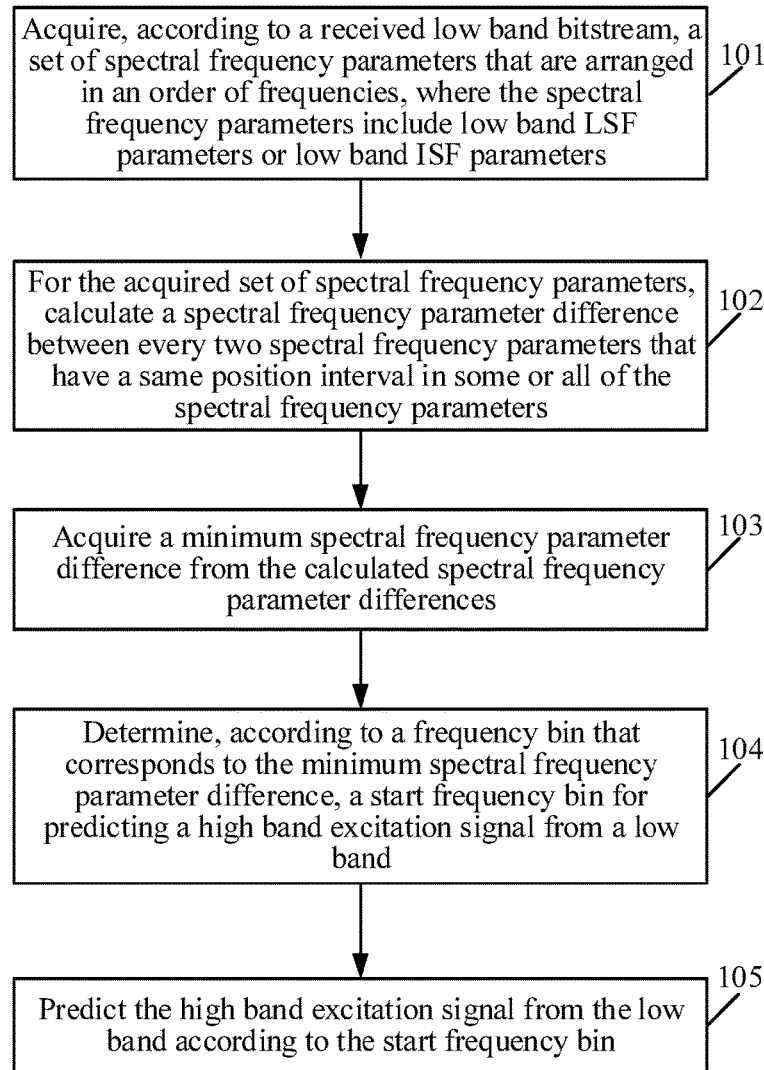 Acquire, according to a received low band bitstream, a
set of spectral frequency parameters that are arranged
in an order of frequencies, where the spectral
frequency parameters include low band LSF
parameters or low band ISF parameters
101
For the acquired set of spectral frequency parameters,
calculate a spectral frequency parameter difference
between every two spectral frequency parameters that
have a same position interval in some or all of the
spectral frequency parameters
102
Acquire a minimum spectral frequency parameter
difference from the calculated spectral frequency
parameter differences
103
Determine, according to a frequency bin that
corresponds to the minimum spectral frequency
parameter difference, a start frequency bin for
predicting a high band excitation signal from a low
band
104
Predict the high band excitation signal from the low
band according to the start frequency bin
105